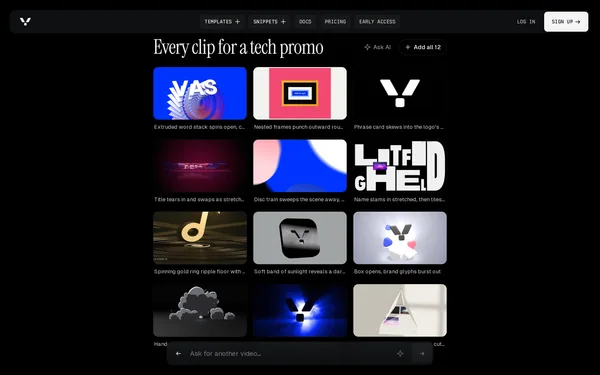 TEMPLATES +
SNIPPETS +
DOCS
PRICING
EARLY ACCESS
LOG IN
SIGN UP →
Every clip for a tech promo
Ask AI
+ Add all 12
VAS
Extruded word stack spins open, c...
Nested frames punch outward rou...
Phrase card skews into the logo's ...
Title tears in and swaps as stretch...
Disc train sweeps the scene away, ...
Name slams in stretched, then tiles...
Spinning gold ring ripple floor with ...
Soft band of sunlight reveals a dar...
Box opens, brand glyphs burst out
Hand
cut...
Ask for another video...